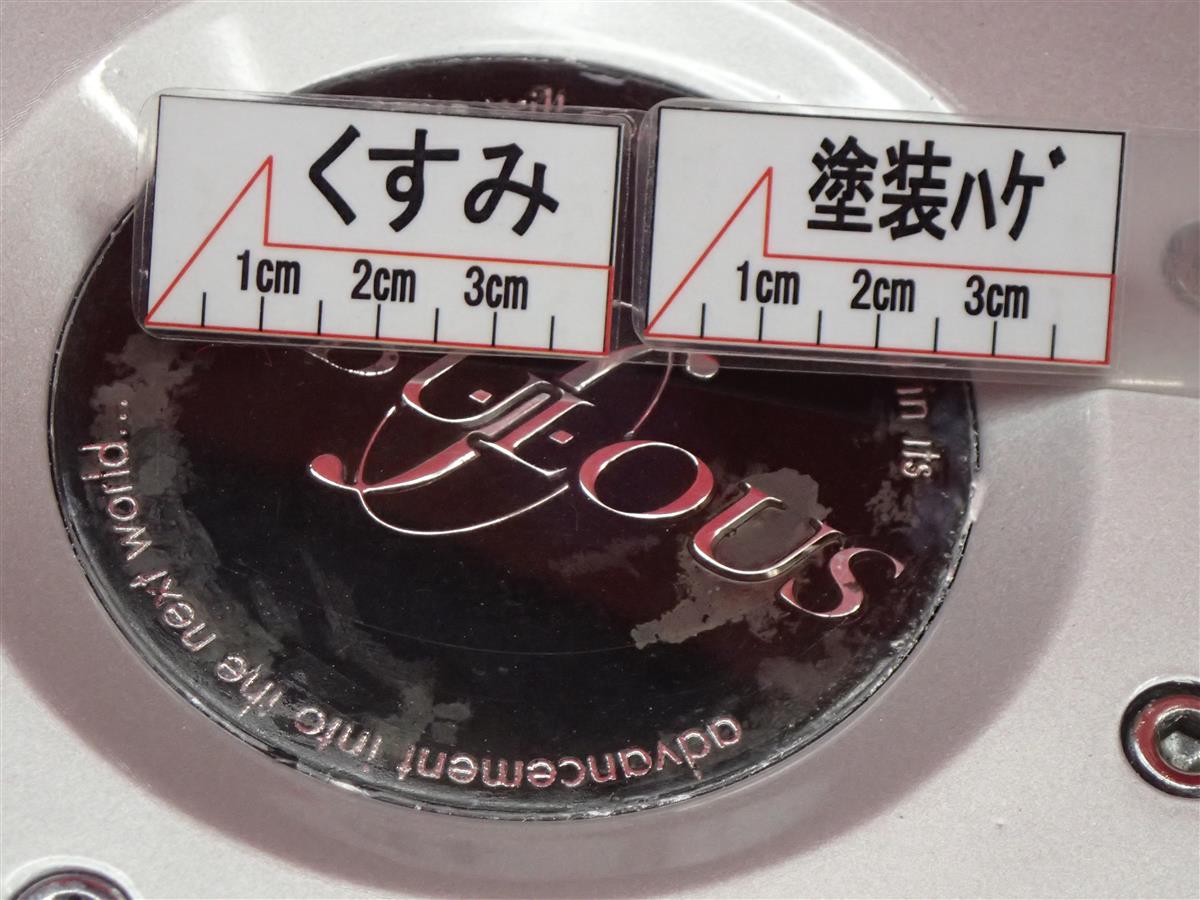 will
くすみ
1cm 2cm 3cm
塗装ハゲ
1cm 2cm 3cm
in its
advancement into the next world...